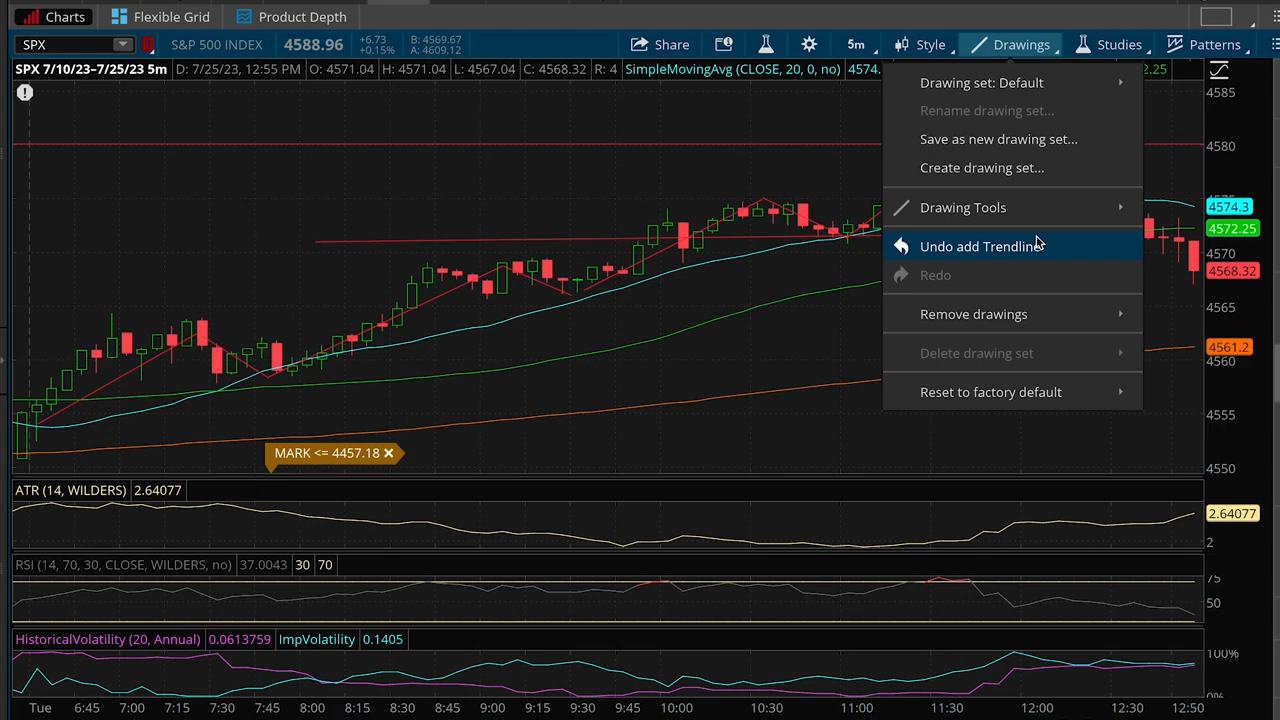 Charts Flexible Grid Product Depth
SPX S&P 500 INDEX 4588.96 +6.73 +0.15% B: 4569.67 A: 4609.12 Share 5m Style Drawings Studies Patterns
SPX 7/10/23–7/25/23 5m D: 7/25/23, 12:55 PM O: 4571.04 H: 4571.04 L: 4567.04 C: 4568.32 R: 4 SimpleMovingAvg (CLOSE, 20, 0, no) 4574. 2.25
Drawing set: Default
Rename drawing set...
Save as new drawing set...
Create drawing set...
Drawing Tools
Undo add Trendline
Redo
Remove drawings
Delete drawing set
Reset to factory default
4585
4580
4574.3
4572.25
4570
4568.32
4565
4561.2
4560
4555
4550
MARK <= 4457.18
ATR (14, WILDERS) 2.64077
2.64077
2
RSI (14, 70, 30, CLOSE, WILDERS, no) 37.0043 30 70
75
50
HistoricalVolatility (20, Annual) 0.0613759 ImpVolatility 0.1405
100%
0%
Tue 6:45 7:00 7:15 7:30 7:45 8:00 8:15 8:30 8:45 9:00 9:15 9:30 9:45 10:00 10:30 11:00 11:30 12:00 12:30 12:50